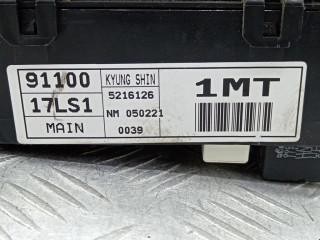 91100
17LS1
MAIN
KYUNG SHIN
5216126
NM 050221
0039
1MT